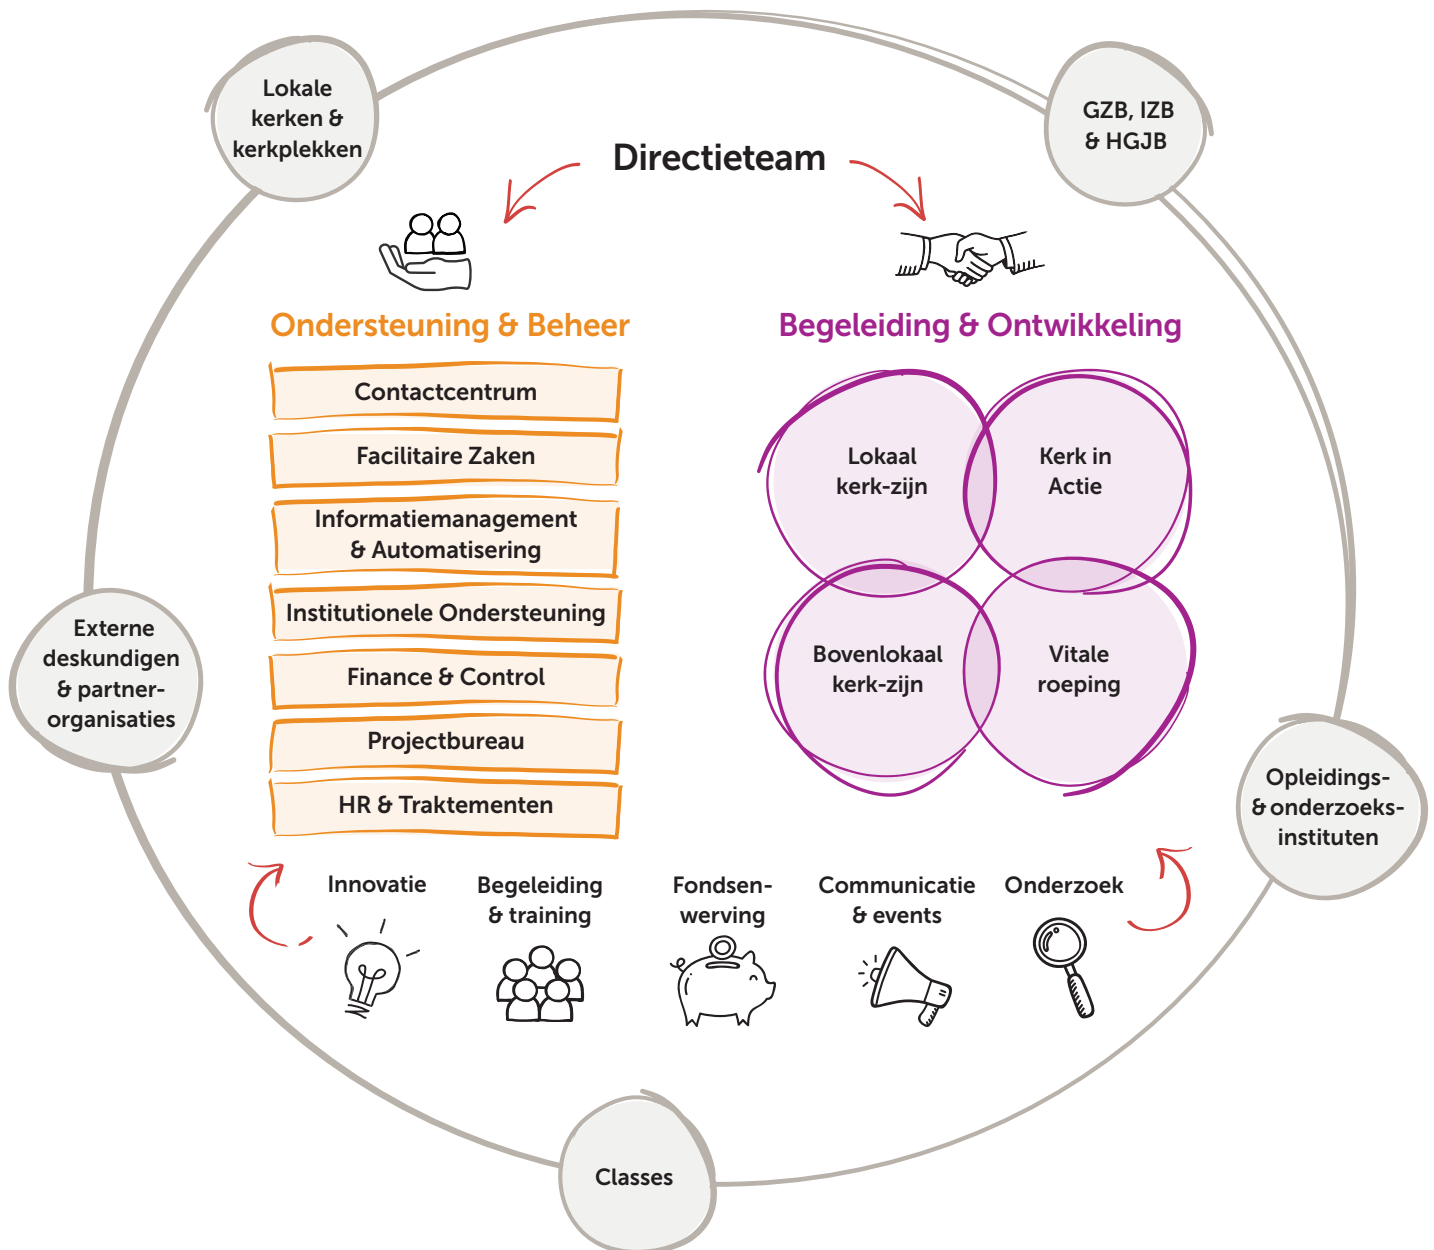 Lokale
kerken &
kerkplekken
GZB, IZB
& HGJB
Directieteam
Ondersteuning & Beheer
Contactcentrum
Facilitaire Zaken
Informatiemanagement
& Automatisering
Institutionele Ondersteuning
Finance & Control
Projectbureau
HR & Traktementen
Begeleiding & Ontwikkeling
Lokaal
kerk-zijn
Kerk in
Actie
Bovenlokaal
kerk-zijn
Vitale
roeping
Externe
deskundigen
& partner-
organisaties
Opleidings-
& onderzoeks-
instituten
Innovatie
Begeleiding
& training
Fondsen-
werving
Communicatie
& events
Onderzoek
Classes